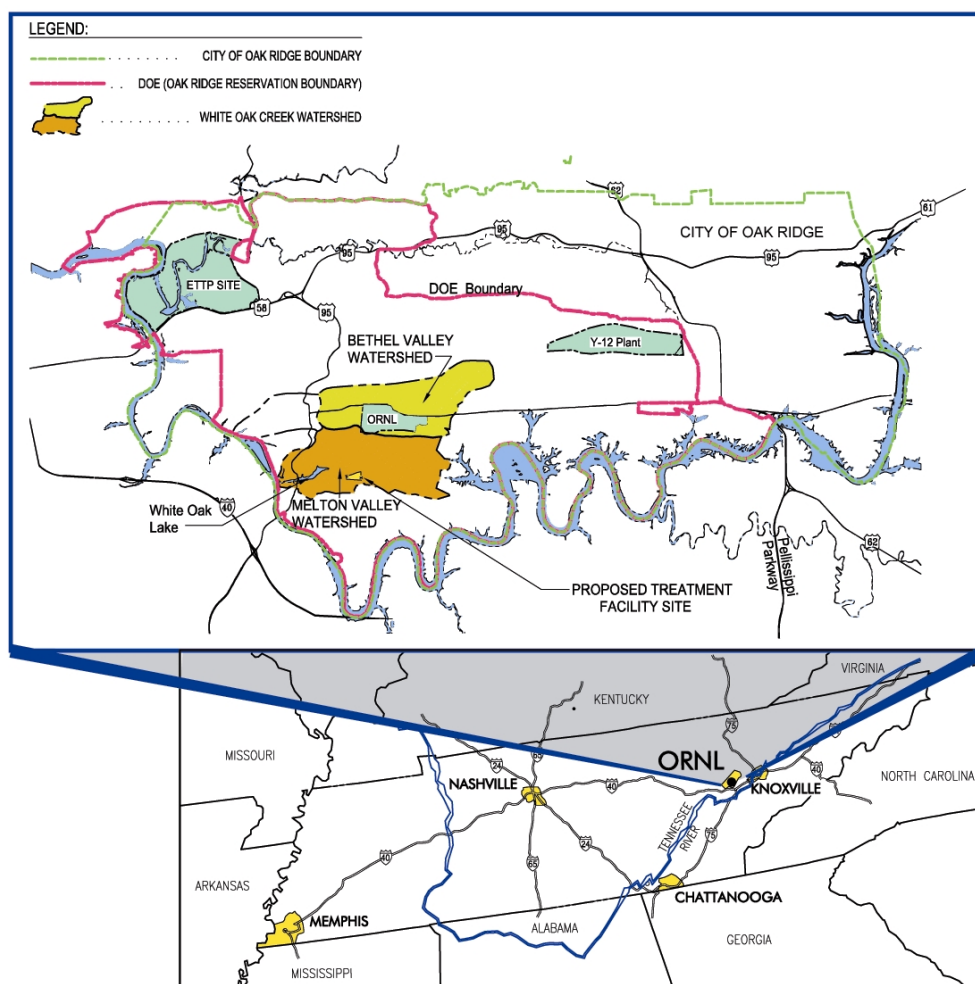 LEGEND:
CITY OF OAK RIDGE BOUNDARY
DOE (OAK RIDGE RESERVATION BOUNDARY)
WHITE OAK CREEK WATERSHED
62
61
95
CITY OF OAK RIDGE
95
95
ETTP SITE
DOE Boundary
58
95
BETHEL VALLEY
WATERSHED
Y-12 Plant
ORNL
White Oak
Lake
40
MELTON VALLEY
WATERSHED
62
Pellissippi
Parkway
PROPOSED TREATMENT
FACILITY SITE
VIRGINIA
KENTUCKY
75
MISSOURI
65
24
ORNL
40
NORTH CAROLINA
NASHVILLE
40
KNOXVILLE
TENNESSEE
RIVER
75
40
65
24
ARKANSAS
CHATTANOOGA
MEMPHIS
ALABAMA
GEORGIA
MISSISSIPPI